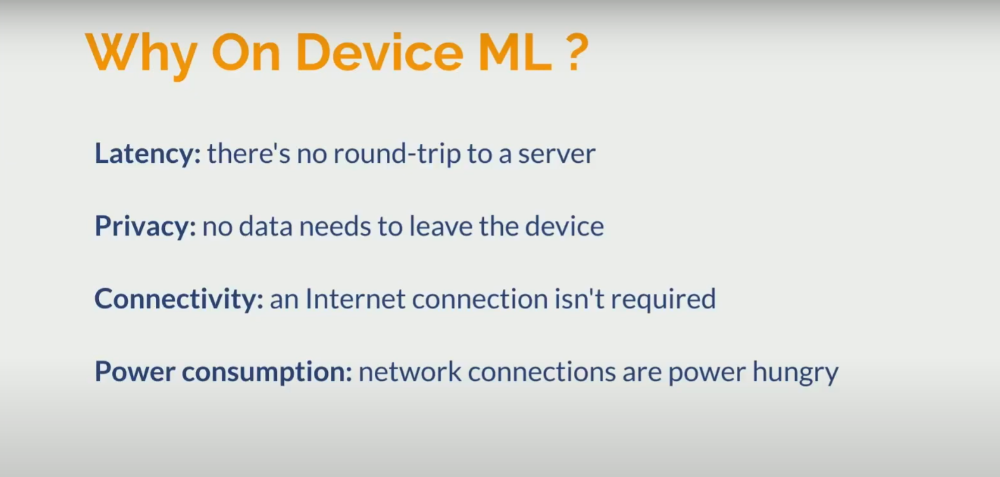 Why On Device ML ?
Latency: there's no round-trip to a server
Privacy: no data needs to leave the device
Connectivity: an Internet connection isn't required
Power consumption: network connections are power hungry